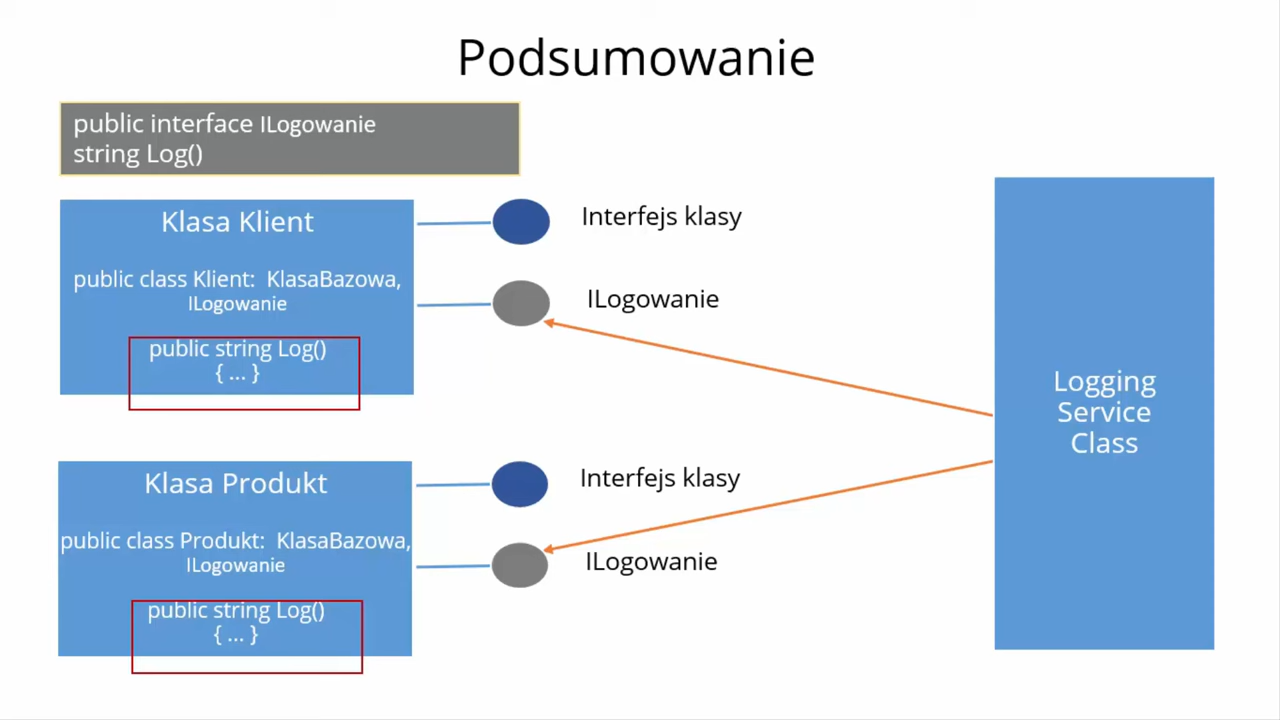 Podsumowanie
public interface ILogowanie
string Log()
Klasa Klient
public class Klient:  KlasaBazowa,
ILogowanie
public string Log()
{ ... }
Interfejs klasy
ILogowanie
Klasa Produkt
public class Produkt:  KlasaBazowa,
ILogowanie
public string Log()
{ ... }
Interfejs klasy
ILogowanie
Logging
Service
Class